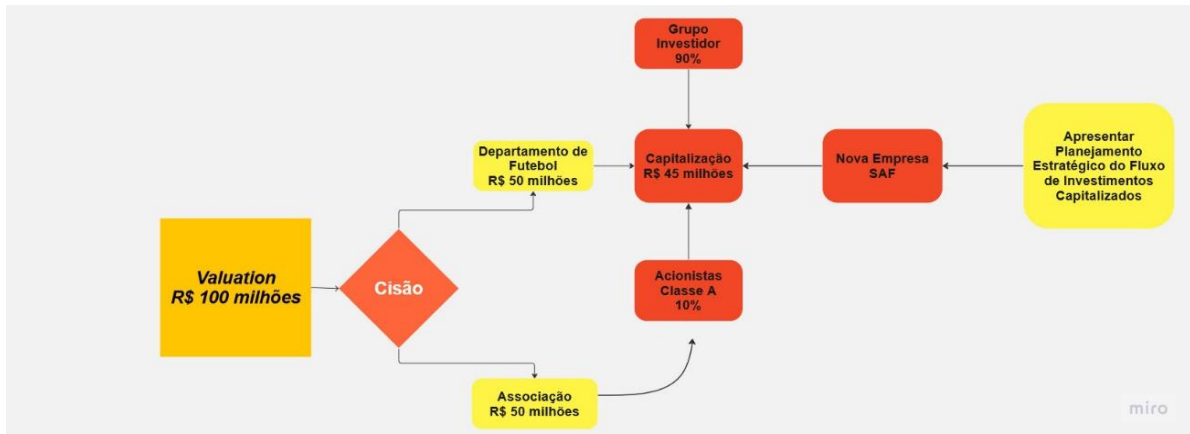 Grupo
Investidor
90%
Departamento de
Futebol
R$ 50 milhões
Capitalização
R$ 45 milhões
Nova Empresa
SAF
Apresentar
Planejamento
Estratégico do Fluxo
de Investimentos
Capitalizados
Valuation
R$ 100 milhões
Cisão
Acionistas
Classe A
10%
Associação
R$ 50 milhões
miro